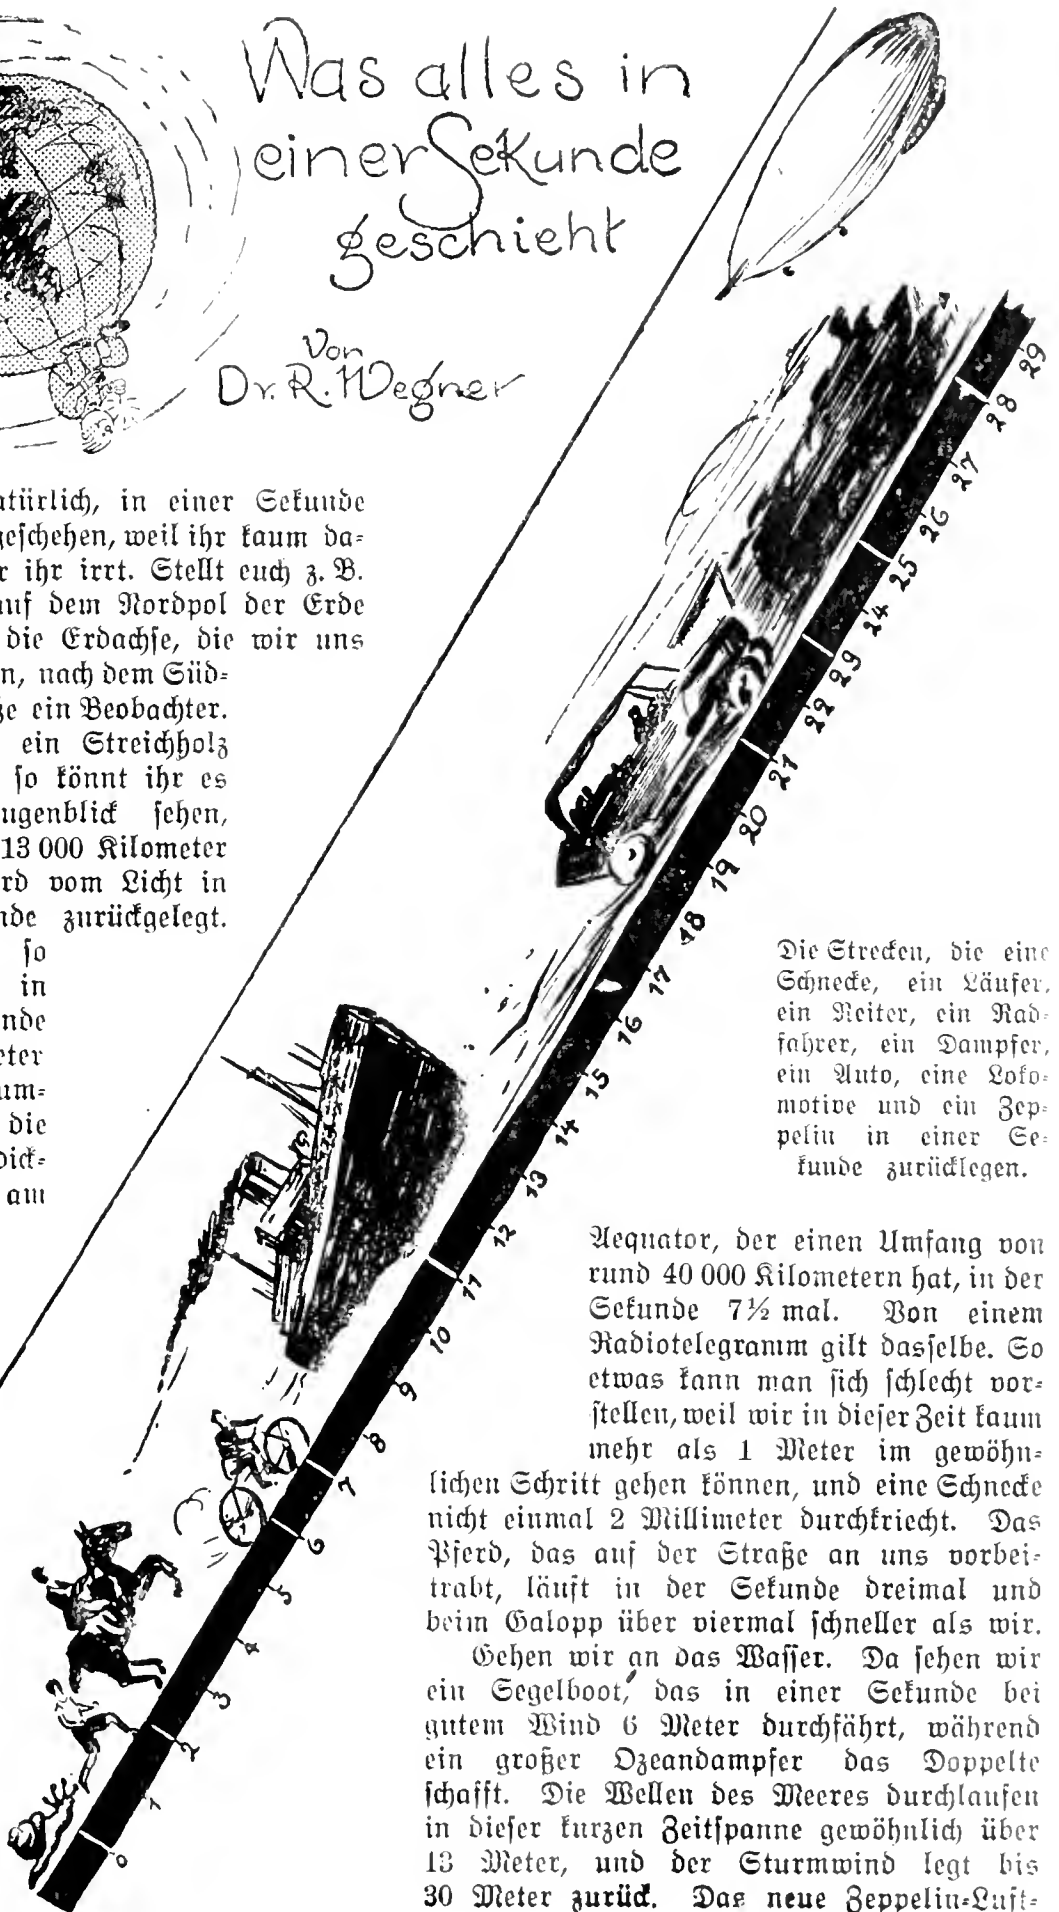 Was alles in
einer Sekunde
geschieht
Von
Dr. R. Wegner
atürlich, in einer Sekunde
geschehen, weil ihr kaum da-
r ihr irrt. Stellt euch z. B.
auf dem Nordpol der Erde
die Erdachse, die wir uns
n, nach dem Süd-
ze ein Beobachter.
ein Streichholz
so könnt ihr es
ugenblick sehen,
13 000 Kilometer
rd vom Licht in
nde zurückgelegt.
so
in
nde
eter
um-
die
dick-
am
Aequator, der einen Umfang von
rund 40 000 Kilometern hat, in der
Sekunde 7½ mal. Von einem
Radiotelegramm gilt dasselbe. So
etwas kann man sich schlecht vor-
stellen, weil wir in dieser Zeit kaum
mehr als 1 Meter im gewöhn-
lichen Schritt gehen können, und eine Schnecke
nicht einmal 2 Millimeter durchkriecht. Das
Pferd, das auf der Straße an uns vorbei-
trabt, läuft in der Sekunde dreimal und
beim Galopp über viermal schneller als wir.
Gehen wir an das Wasser. Da sehen wir
ein Segelboot, das in einer Sekunde bei
gutem Wind 6 Meter durchfährt, während
ein großer Ozeandampfer das Doppelte
schafft. Die Wellen des Meeres durchlaufen
in dieser kurzen Zeitspanne gewöhnlich über
13 Meter, und der Sturmwind legt bis
30 Meter zurück. Das neue Zeppelin-Luft-
Die Strecken, die eine
Schnecke, ein Läufer,
ein Reiter, ein Rad-
fahrer, ein Dampfer,
ein Auto, eine Loko-
motive und ein Zep-
pelin in einer Se-
kunde zurücklegen.
29
28
27
26
25
24
23
22
21
20
19
18
17
16
15
14
13
12
11
10
9
8
7
6
5
4
3
2
1
0